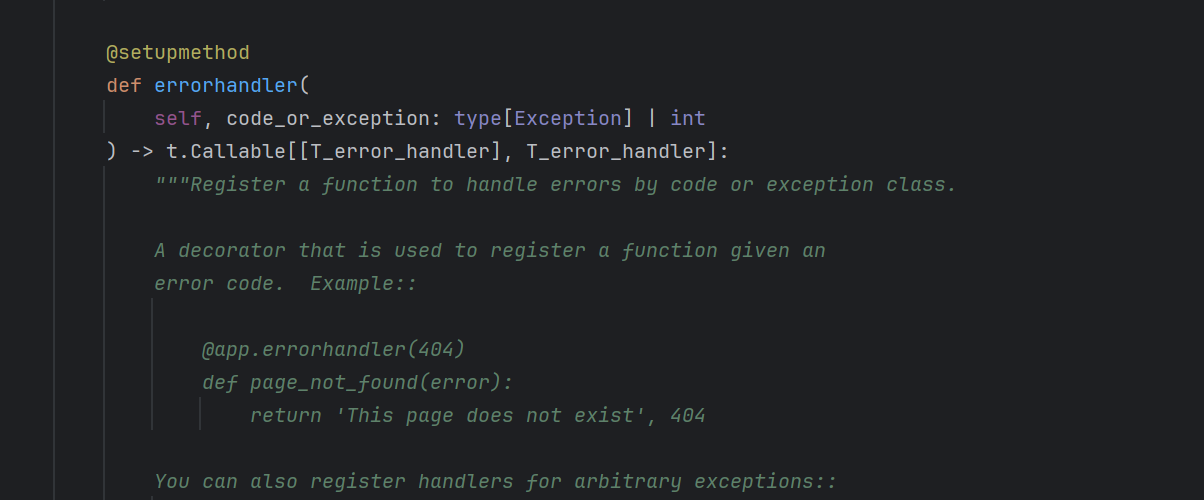 @setupmethod
def errorhandler(
    self, code_or_exception: type[Exception] | int
) -> t.Callable[[T_error_handler], T_error_handler]:
    """Register a function to handle errors by code or exception class.

    A decorator that is used to register a function given an
    error code.  Example::

        @app.errorhandler(404)
        def page_not_found(error):
            return 'This page does not exist', 404

    You can also register handlers for arbitrary exceptions::